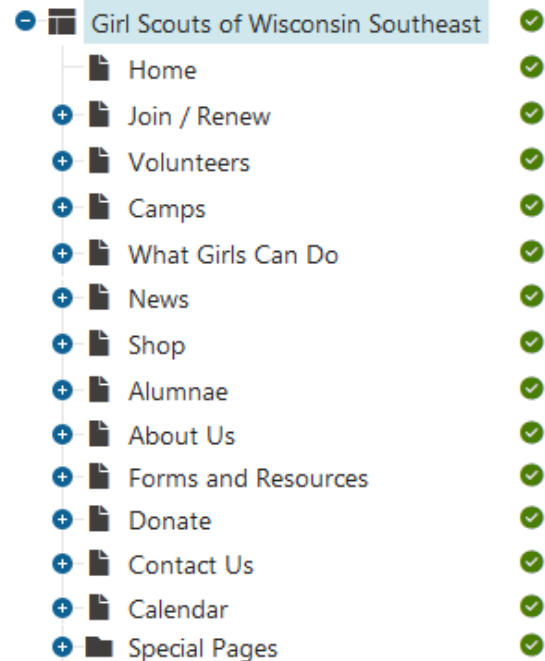 Girl Scouts of Wisconsin Southeast
Home
Join / Renew
Volunteers
Camps
What Girls Can Do
News
Shop
Alumnae
About Us
Forms and Resources
Donate
Contact Us
Calendar
Special Pages